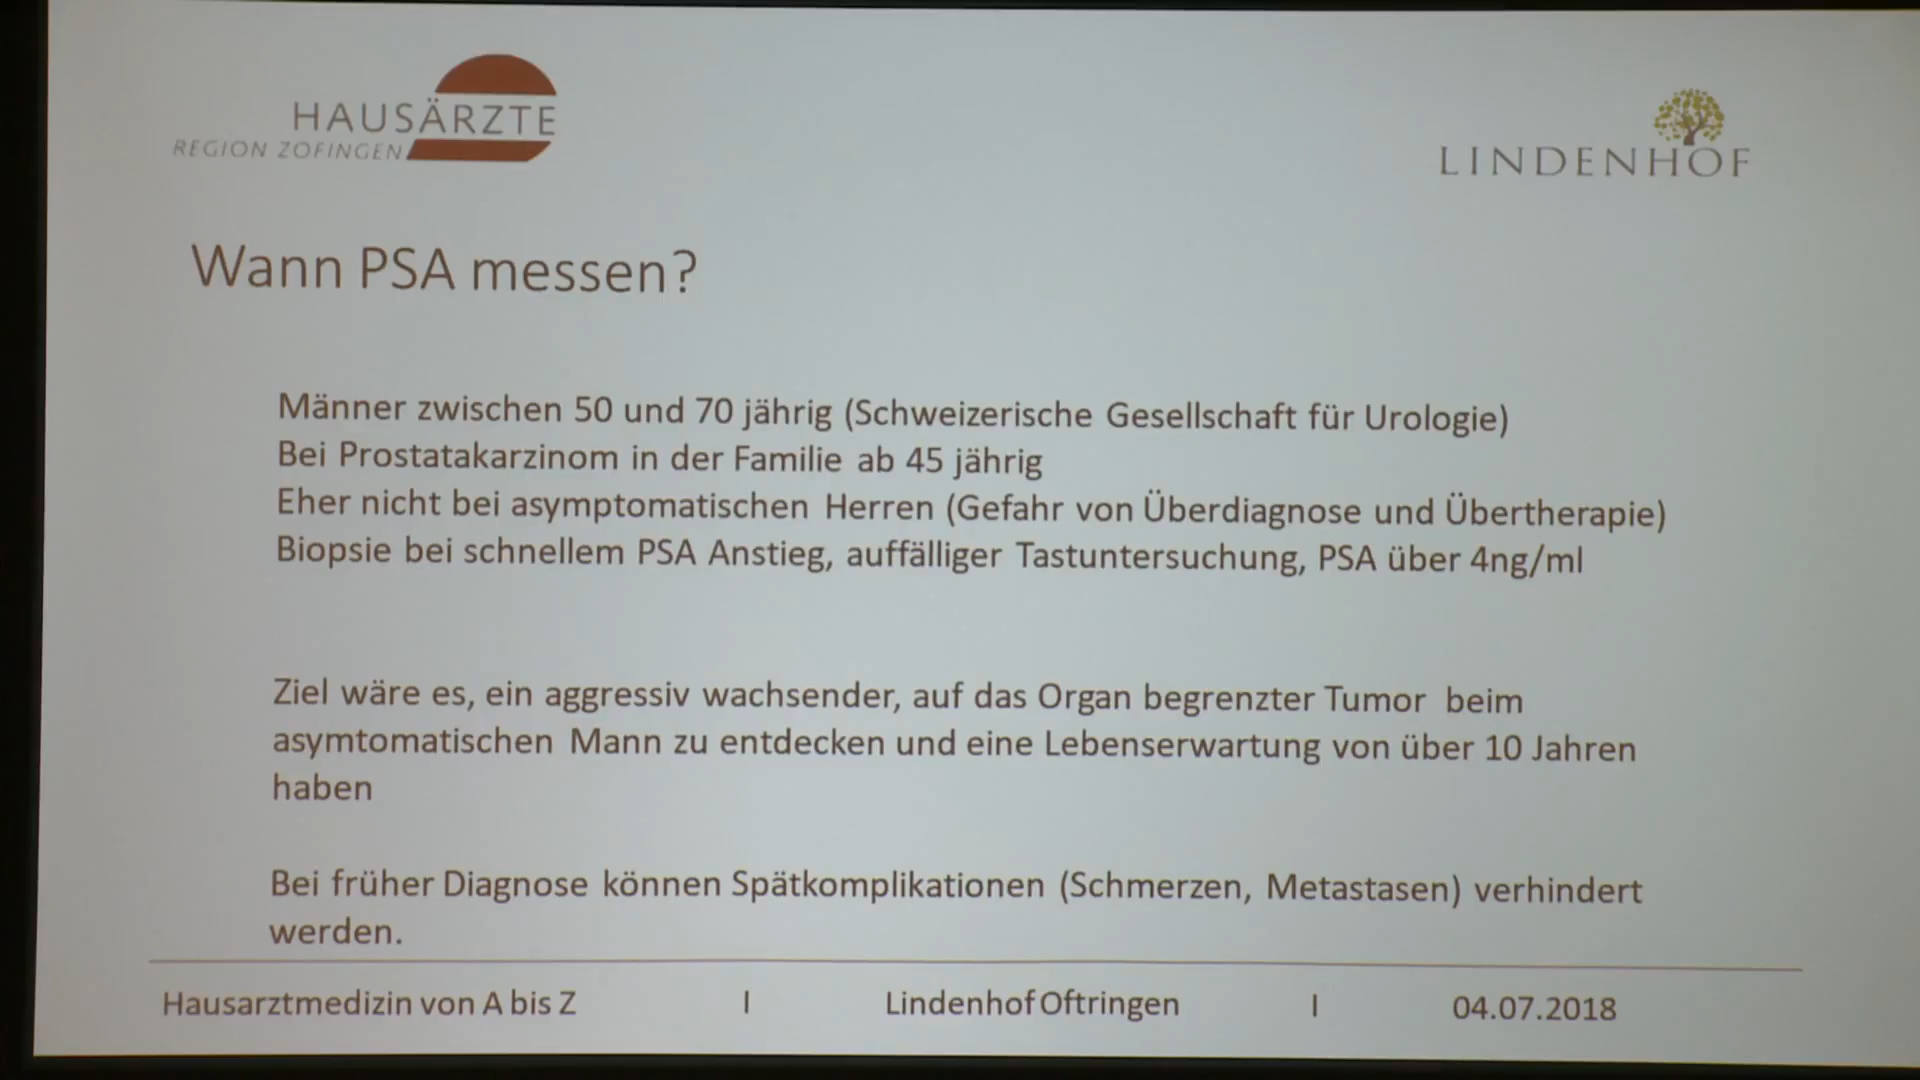 HAUSÄRZTE
REGION ZOFINGEN
LINDENHOF
Wann PSA messen?
Männer zwischen 50 und 70 jährig (Schweizerische Gesellschaft für Urologie)
Bei Prostatakarzinom in der Familie ab 45 jährig
Eher nicht bei asymptomatischen Herren (Gefahr von Überdiagnose und Übertherapie)
Biopsie bei schnellem PSA Anstieg, auffälliger Tastuntersuchung, PSA über 4ng/ml
Ziel wäre es, ein aggressiv wachsender, auf das Organ begrenzter Tumor beim
asymtomatischen Mann zu entdecken und eine Lebenserwartung von über 10 Jahren
haben
Bei früher Diagnose können Spätkomplikationen (Schmerzen, Metastasen) verhindert
werden.
Hausarztmedizin von A bis Z | Lindenhof Oftringen | 04.07.2018